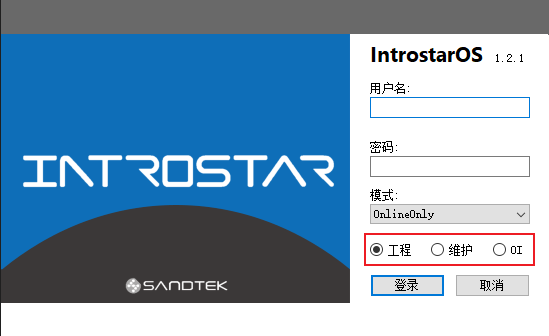 IntrostarOS 1.2.1
用户名:
密码:
模式:
OnlineOnly
工程 维护 OI
登录 取消
INTROSTAR
SANDTEK